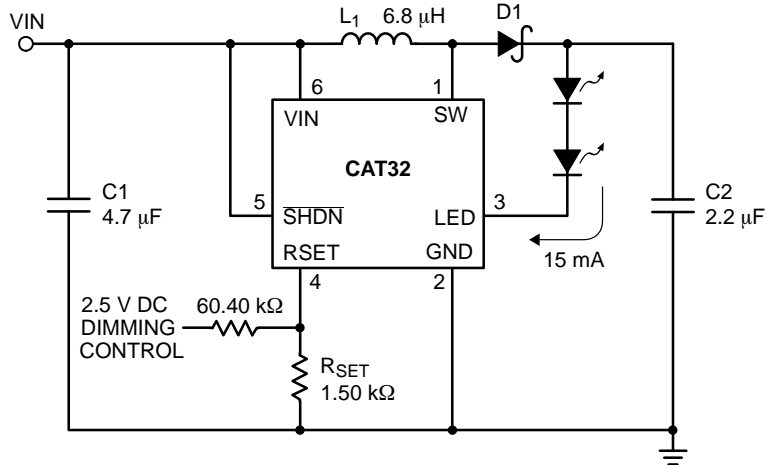 VIN
L1 6.8 μH
D1
6
1
VIN
SW
CAT32
C1
4.7 μF
5
SHDN
LED
3
C2
2.2 μF
RSET
GND
15 mA
4
2
2.5 V DC
DIMMING
CONTROL
60.40 kΩ
RSET
1.50 kΩ